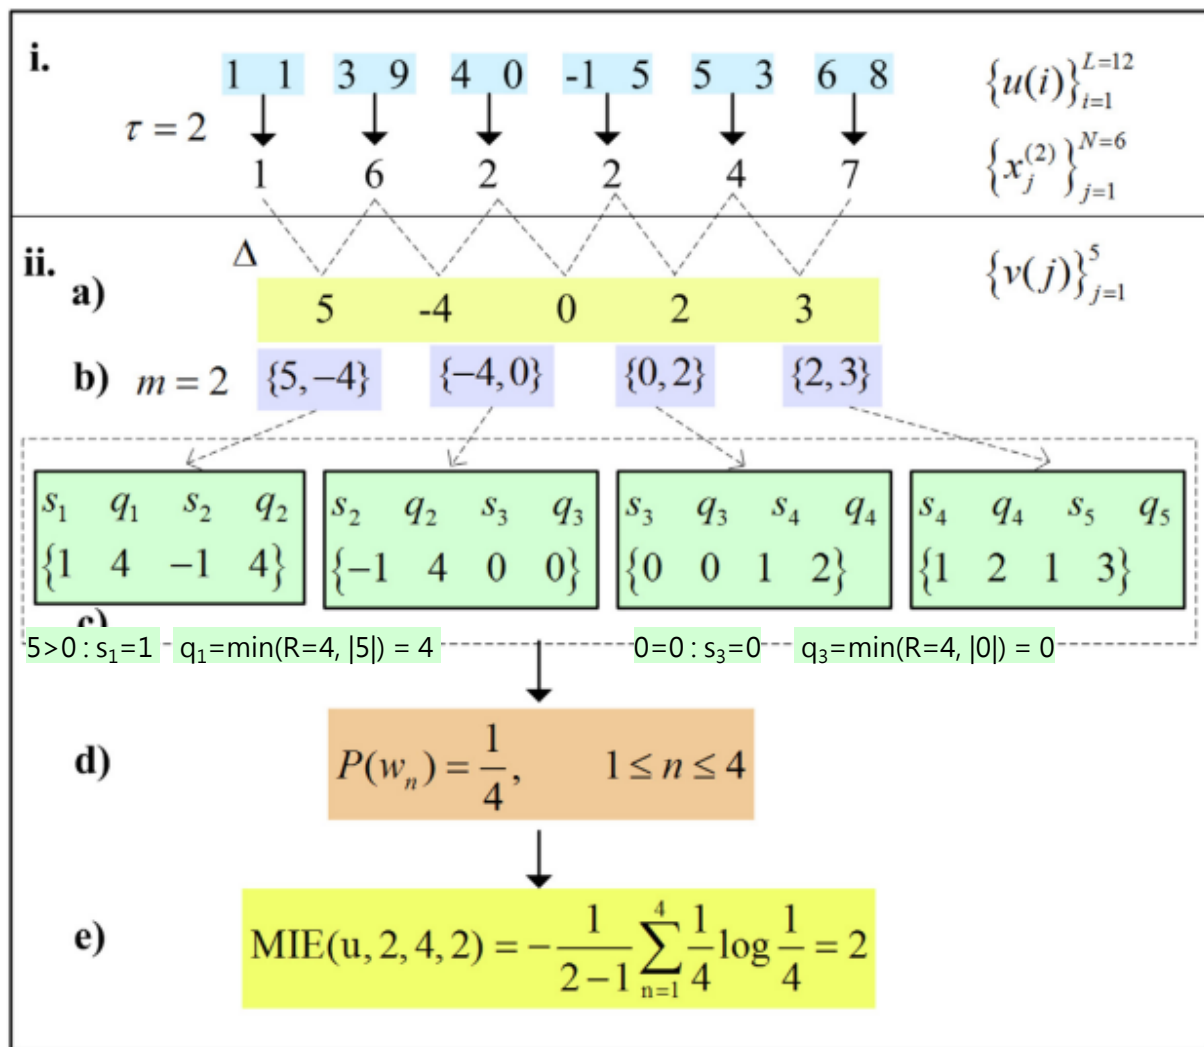 i.
1 1 3 9 4 0 -1 5 5 3 6 8 {u(i)}_{i=1}^{L=12}
τ = 2
1 6 2 2 4 7 {x_j^{(2)}}_{j=1}^{N=6}
ii. Δ {v(j)}_{j=1}^{5}
a) 5 -4 0 2 3
b) m = 2 {5,−4} {−4,0} {0,2} {2,3}
s₁ q₁ s₂ q₂ s₂ q₂ s₃ q₃ s₃ q₃ s₄ q₄ s₄ q₄ s₅ q₅
{1 4 −1 4} {−1 4 0 0} {0 0 1 2} {1 2 1 3}
5>0 : s₁=1 q₁=min(R=4, |5|) = 4 0=0 : s₃=0 q₃=min(R=4, |0|) = 0
d) P(wₙ) = 1/4, 1 ≤ n ≤ 4
e) MIE(u, 2, 4, 2) = −\frac{1}{2−1} \sum_{n=1}^{4} \frac{1}{4} log \frac{1}{4} = 2